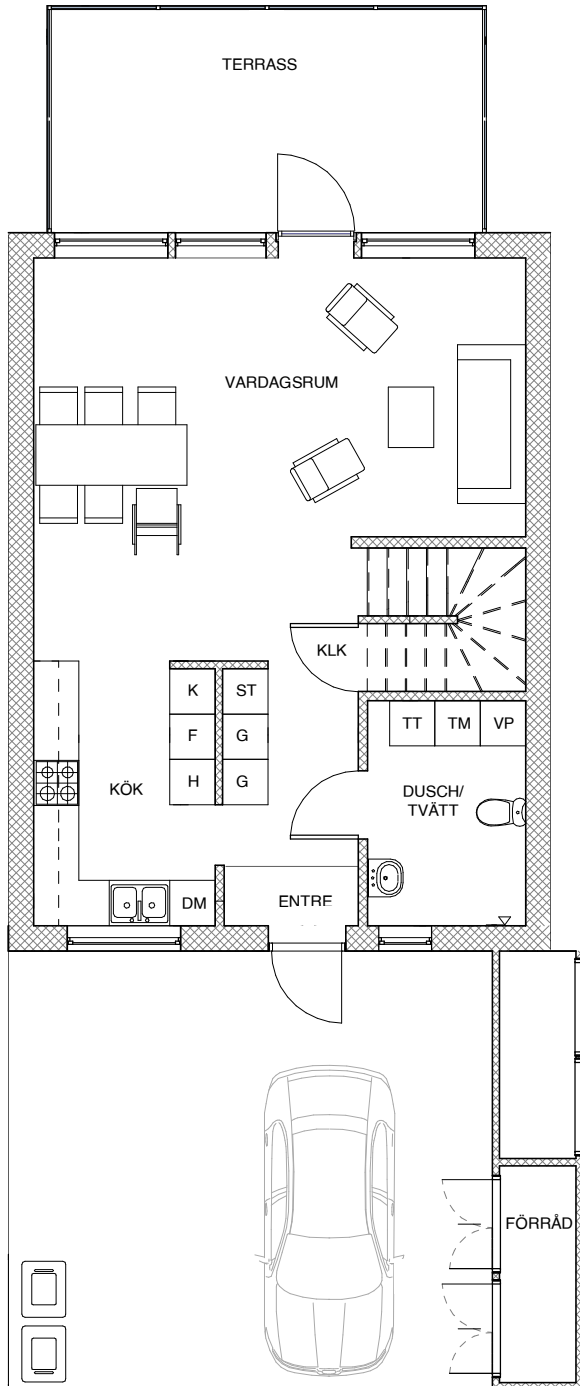 TERRASS
VARDAGSRUM
KLK
K ST
F G
H G
TT TM VP
KÖK
DUSCH/
TVÄTT
DM
ENTRE
FÖRRÅD